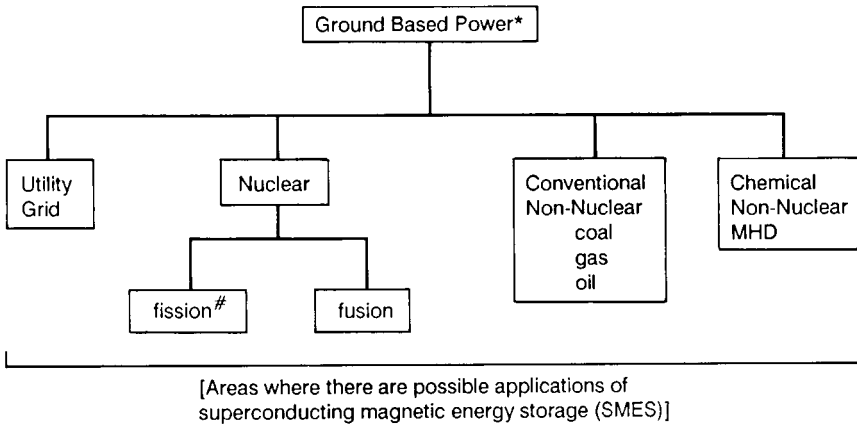 Ground Based Power*
Utility
Grid
Nuclear
Conventional
Non-Nuclear
coal
gas
oil
Chemical
Non-Nuclear
MHD
fission#
fusion
[Areas where there are possible applications of
superconducting magnetic energy storage (SMES)]